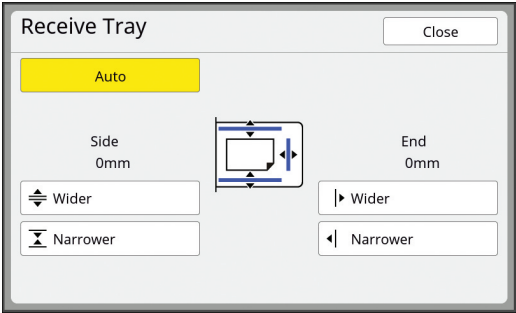 Receive Tray
Close
Auto
Side
0mm
End
0mm
Wider
Wider
Narrower
Narrower